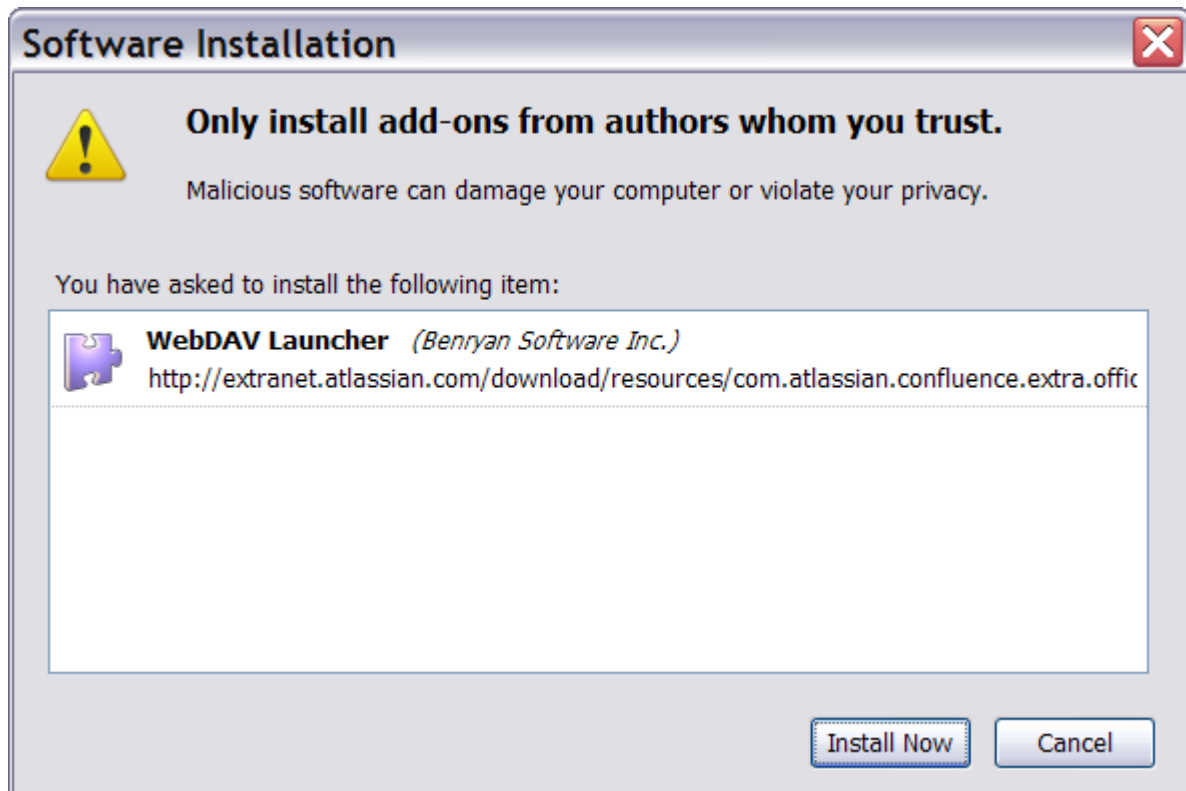 Software Installation
Only install add-ons from authors whom you trust.
Malicious software can damage your computer or violate your privacy.
You have asked to install the following item:
WebDAV Launcher (Benryan Software Inc.)
http://extranet.atlassian.com/download/resources/com.atlassian.confluence.extra.offic
Install Now Cancel